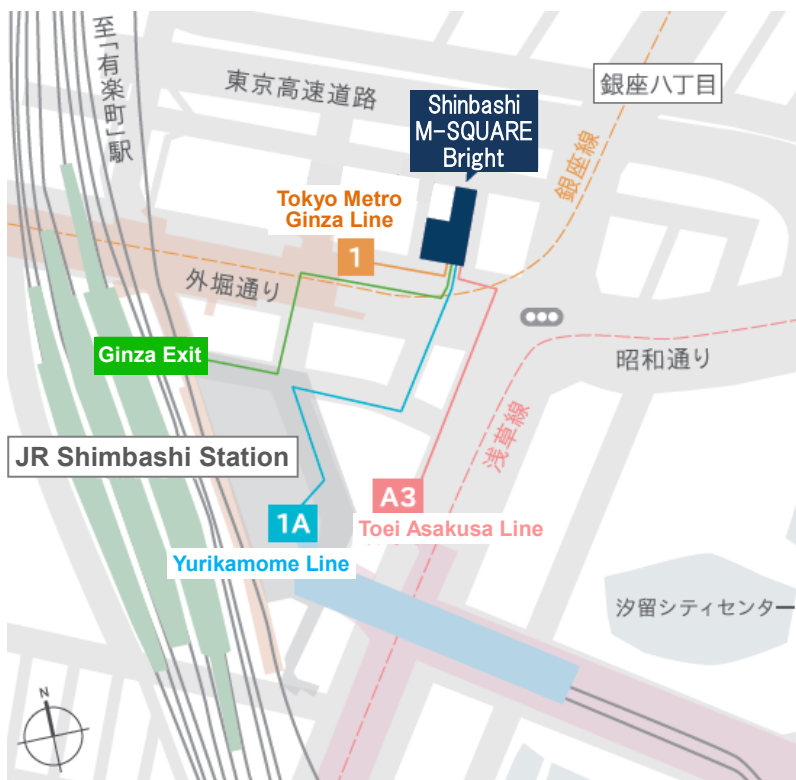 至「有楽町」駅
東京高速道路
Shinbashi
M-SQUARE
Bright
銀座八丁目
銀座線
Tokyo Metro
Ginza Line
1
外堀通り
Ginza Exit
昭和通り
浅草線
JR Shimbashi Station
A3
1A
Toei Asakusa Line
Yurikamome Line
汐留シティセンター
N